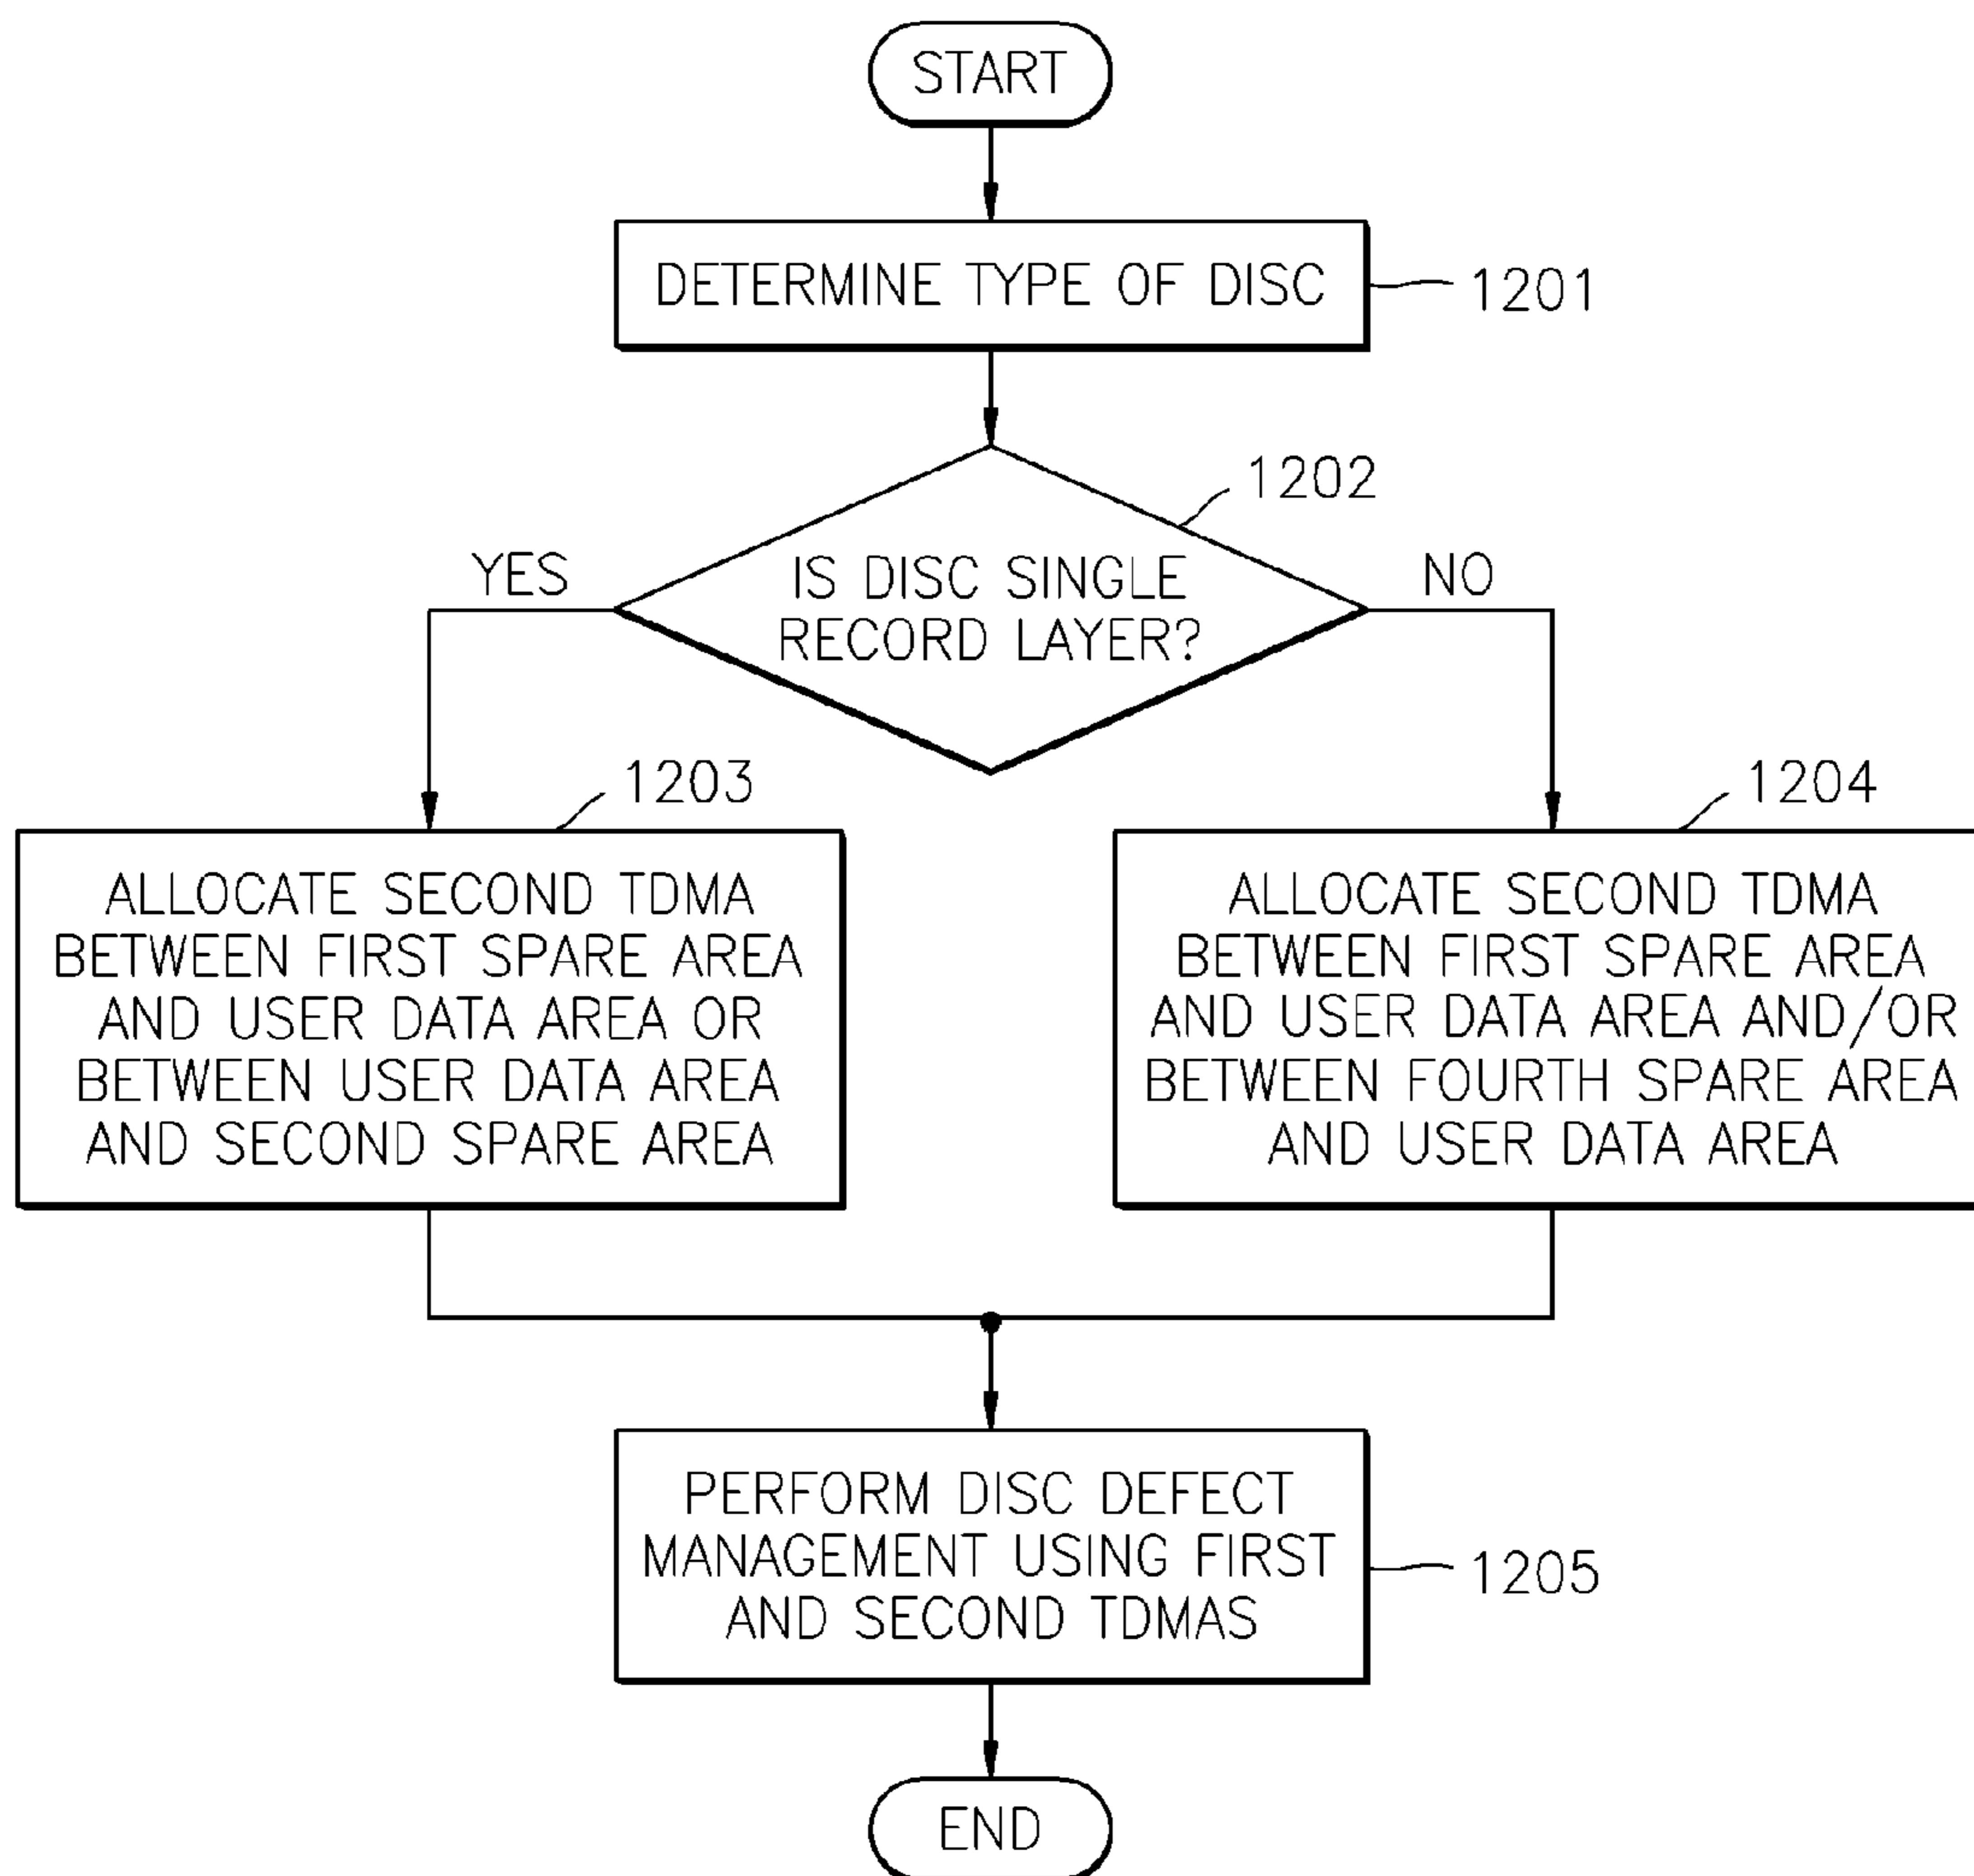 START
DETERMINE TYPE OF DISC
1201
1202
IS DISC SINGLE
RECORD LAYER?
YES
NO
1203
ALLOCATE SECOND TDMA
BETWEEN FIRST SPARE AREA
AND USER DATA AREA OR
BETWEEN USER DATA AREA
AND SECOND SPARE AREA
1204
ALLOCATE SECOND TDMA
BETWEEN FIRST SPARE AREA
AND USER DATA AREA AND/OR
BETWEEN FOURTH SPARE AREA
AND USER DATA AREA
PERFORM DISC DEFECT
MANAGEMENT USING FIRST
AND SECOND TDMAS
1205
END